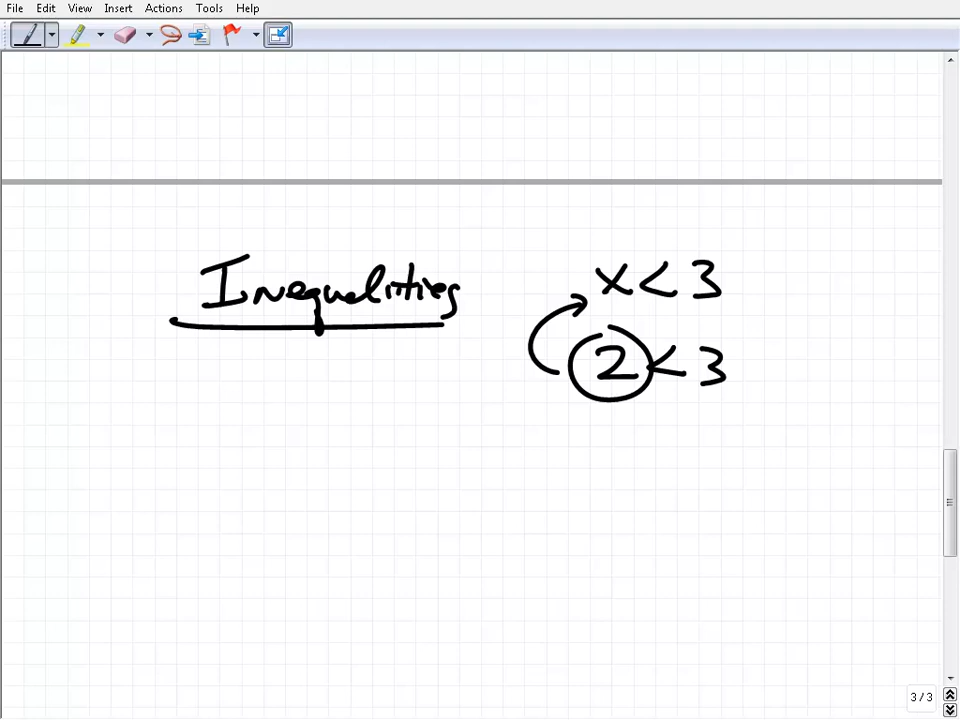 File Edit View Insert Actions Tools Help
Inequalities
x < 3
2 < 3
3 / 3